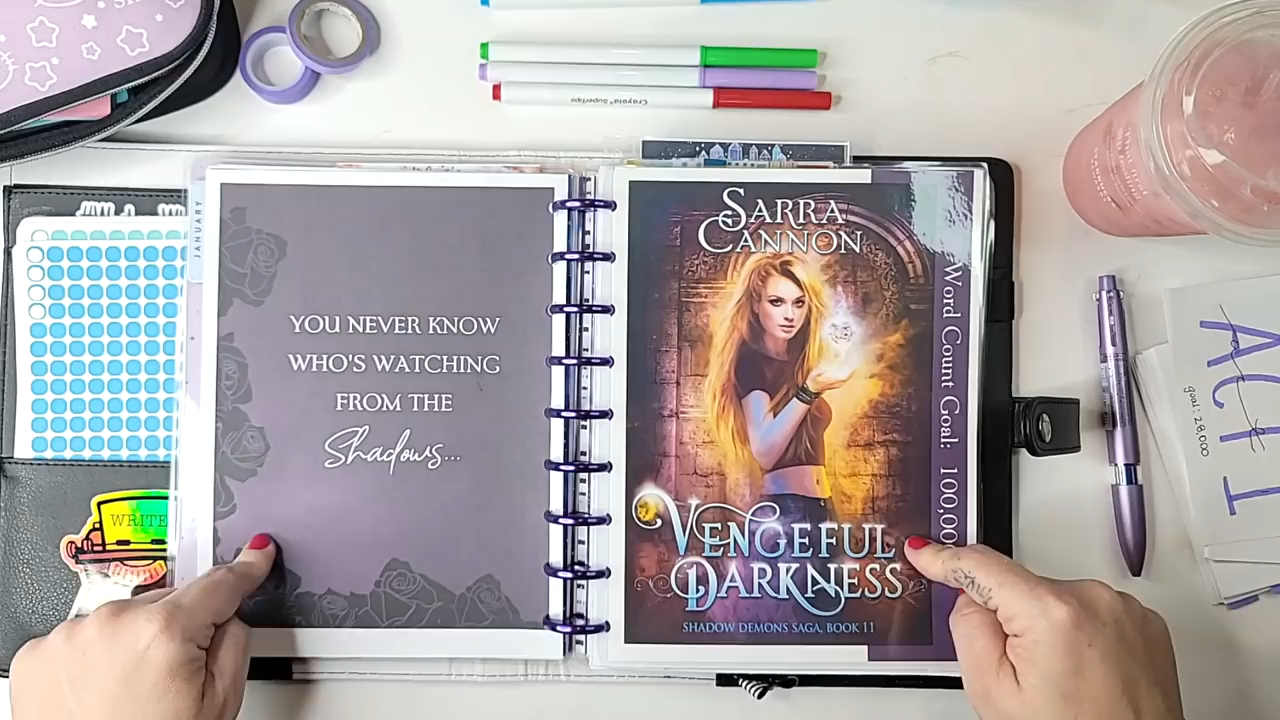 JANUARY
WRITE
YOU NEVER KNOW
WHO'S WATCHING
FROM THE
Shadows...
SARRA
CANNON
VENGEFUL
DARKNESS
SHADOW DEMONS SAGA, BOOK 11
Word Count Goal: 100,00
Crayola SuperTips
ACT I
goal: 28,000